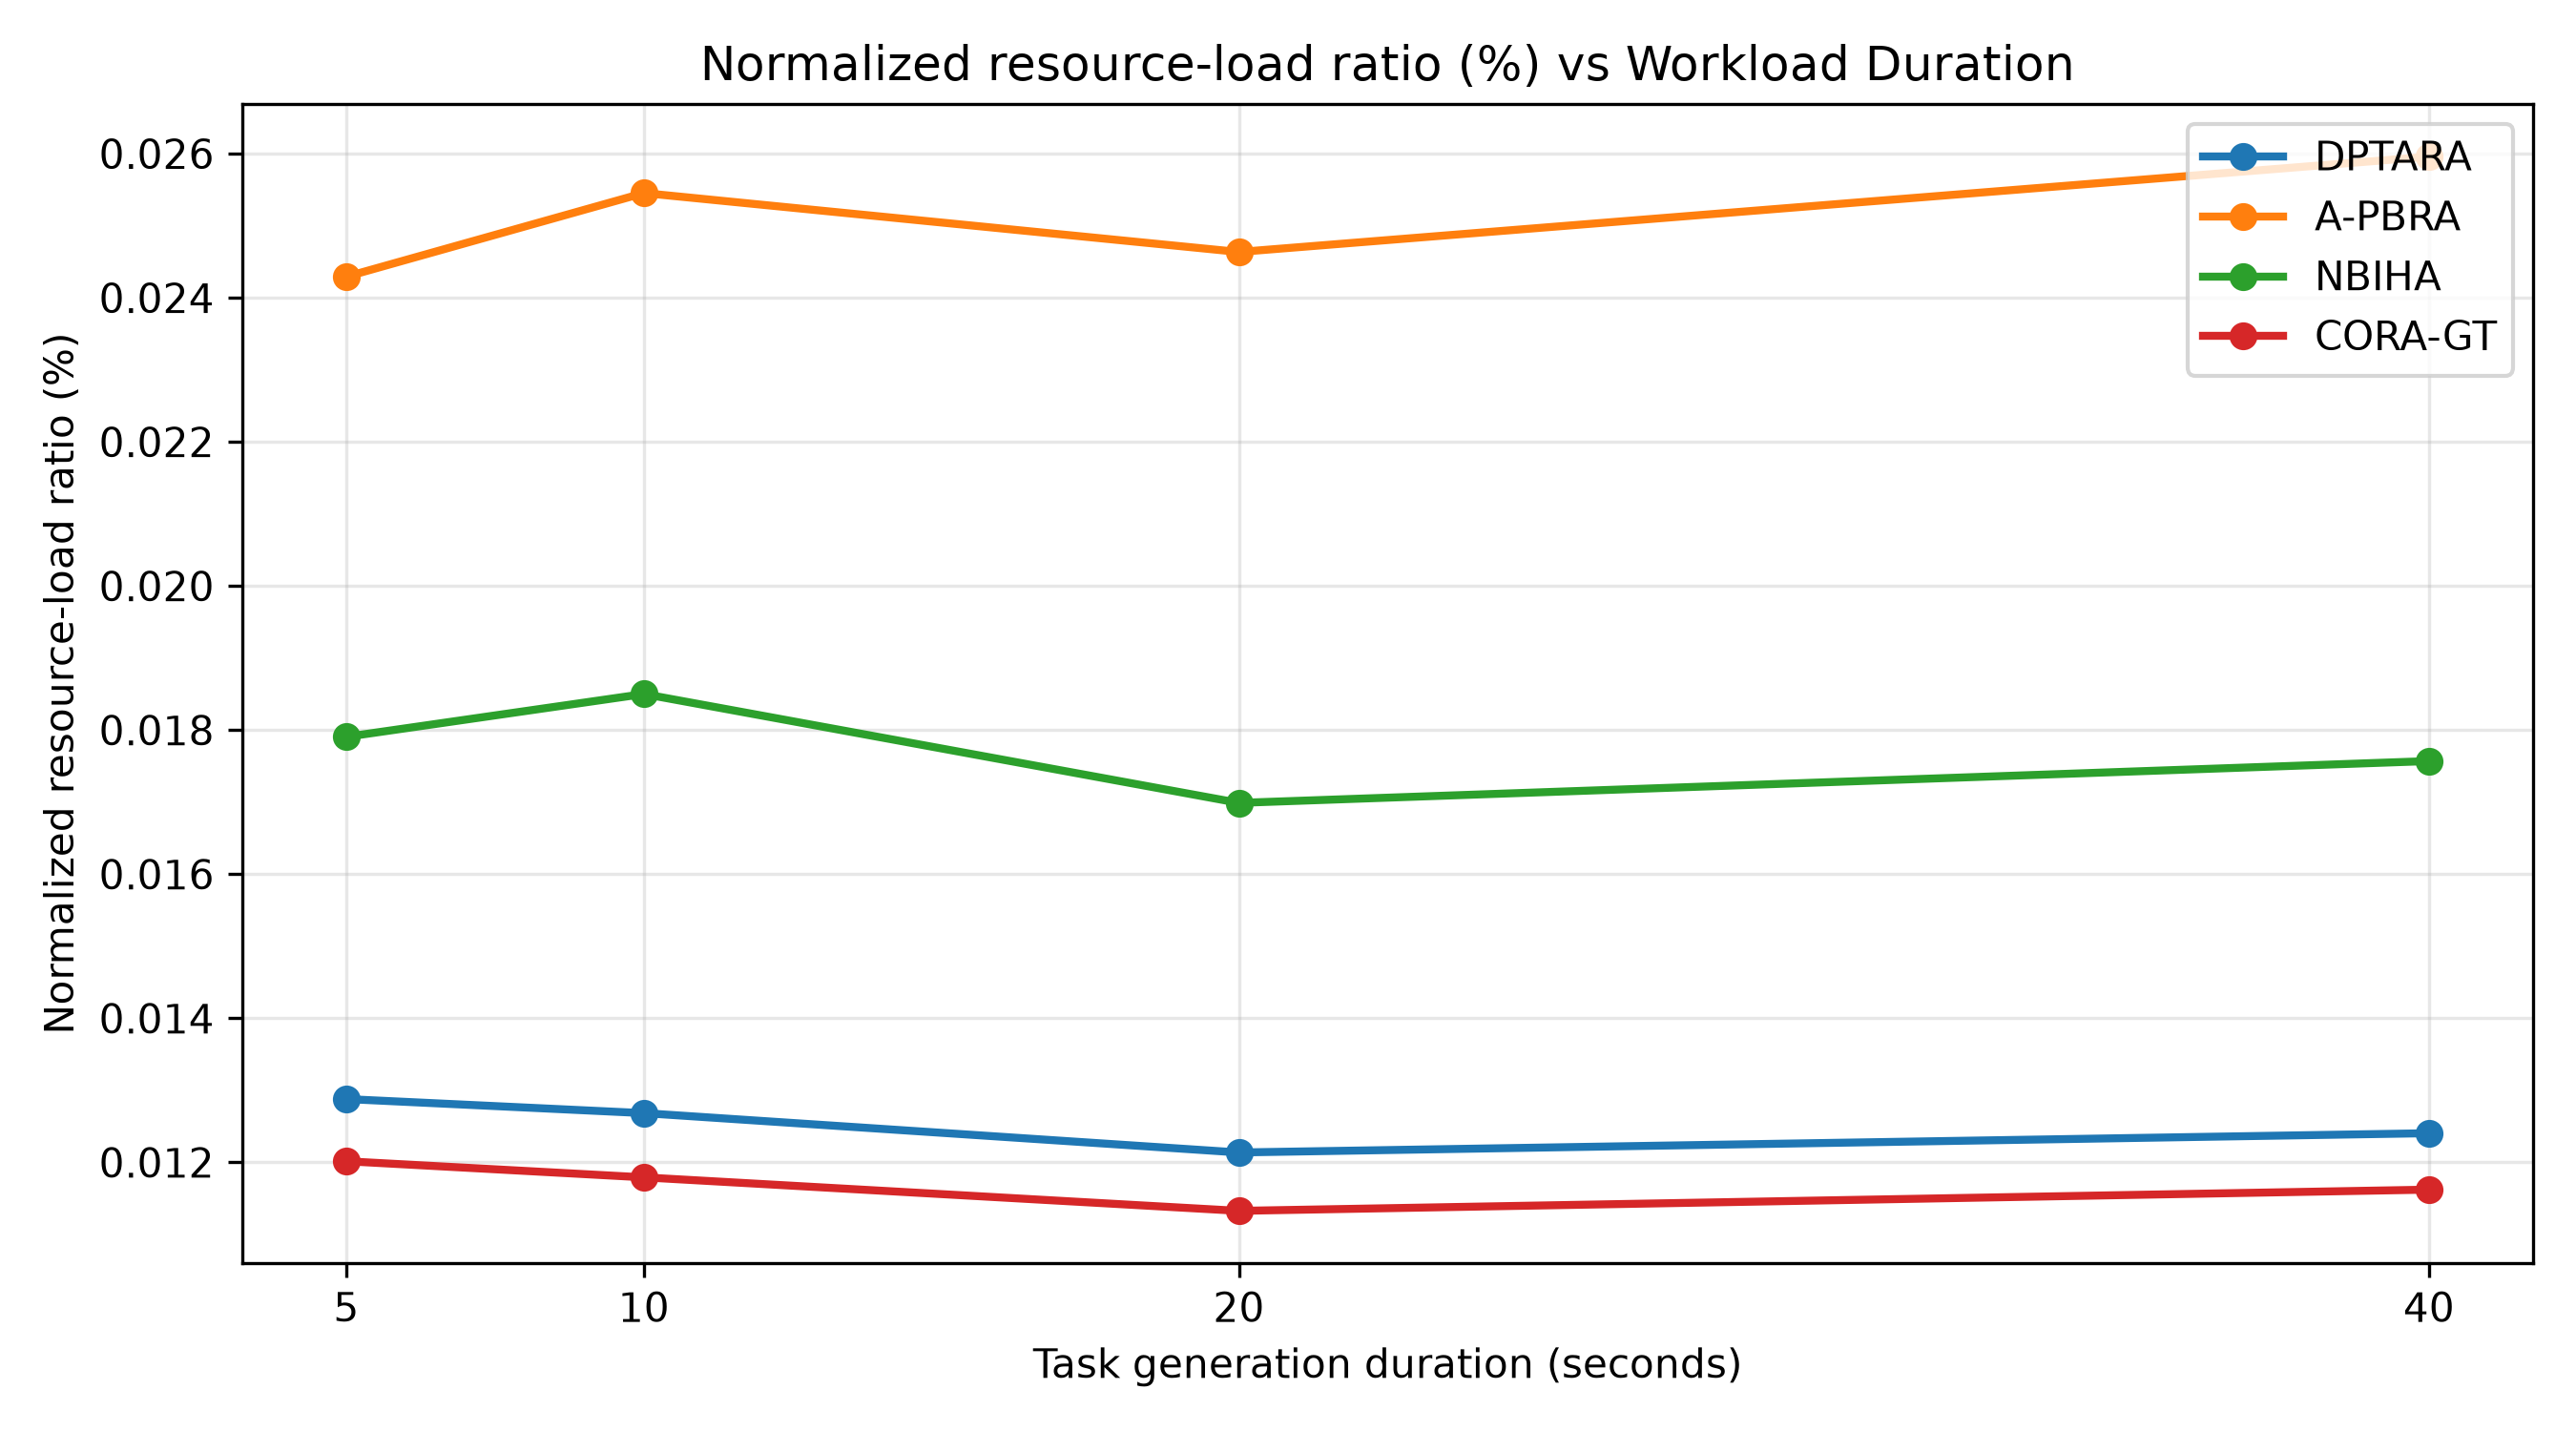 Normalized resource-load ratio (%) vs Workload Duration
Normalized resource-load ratio (%)
0.026
0.024
0.022
0.020
0.018
0.016
0.014
0.012
DPTARA
A-PBRA
NBIHA
CORA-GT
5 10 20 40
Task generation duration (seconds)